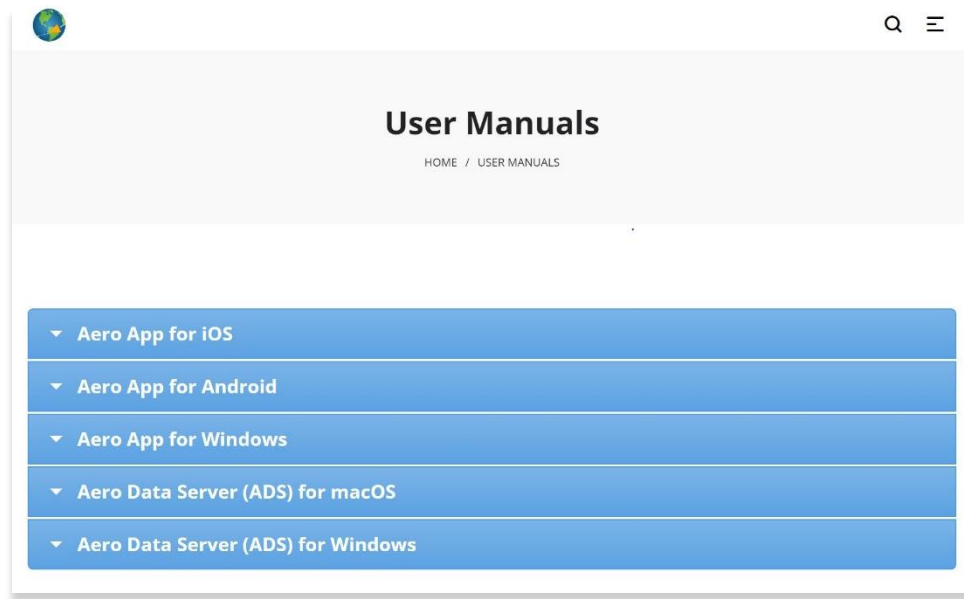 User Manuals
HOME / USER MANUALS
Aero App for iOS
Aero App for Android
Aero App for Windows
Aero Data Server (ADS) for macOS
Aero Data Server (ADS) for Windows